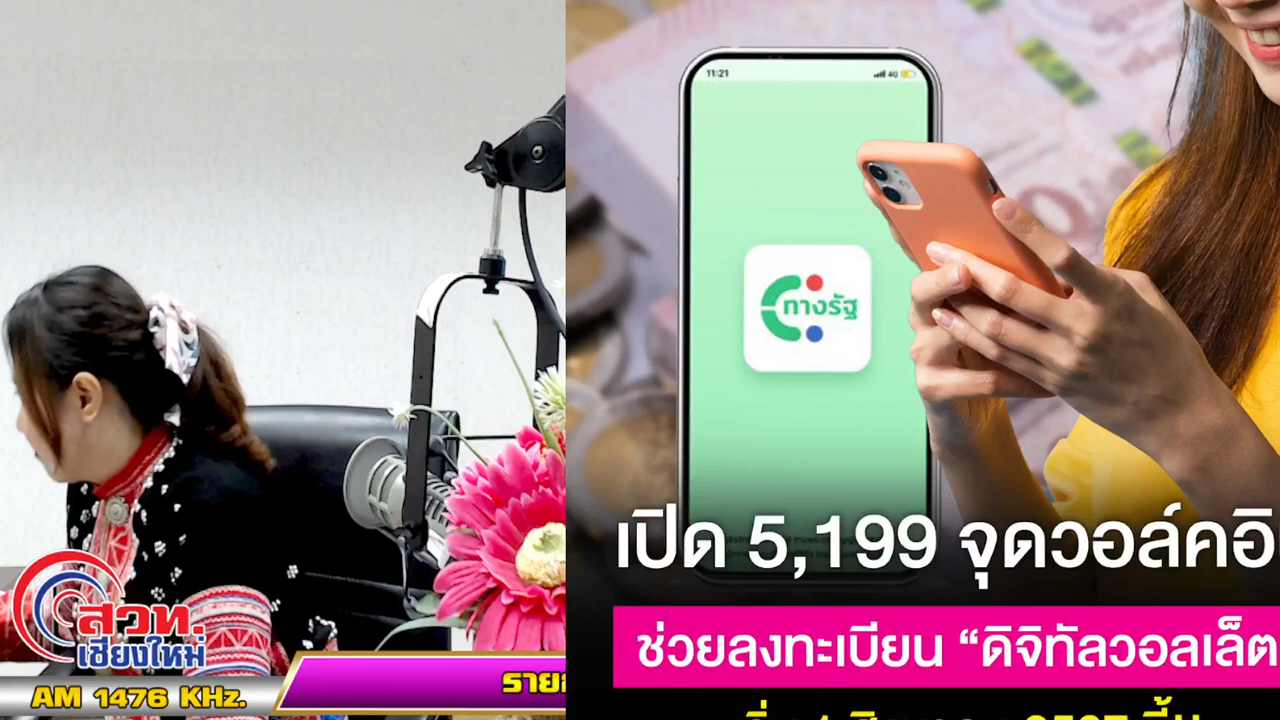 สวท.
เชียงใหม่
AM 1476 KHz.
ราย
11:21
4G
ทางรัฐ
เปิด 5,199 จุดวอล์คอิ
ช่วยลงทะเบียน “ดิจิทัลวอลเล็ต